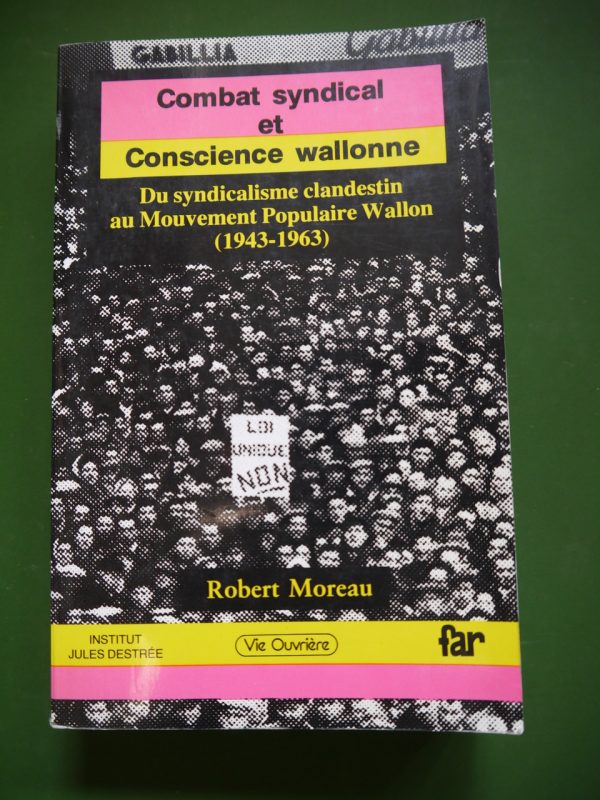 GABILLIA
Gabillia
Combat syndical
et
Conscience wallonne
Du syndicalisme clandestin
au Mouvement Populaire Wallon
(1943-1963)
LOI
UNIQUE
NON
Robert Moreau
INSTITUT
JULES DESTRÉE
Vie Ouvrière
far